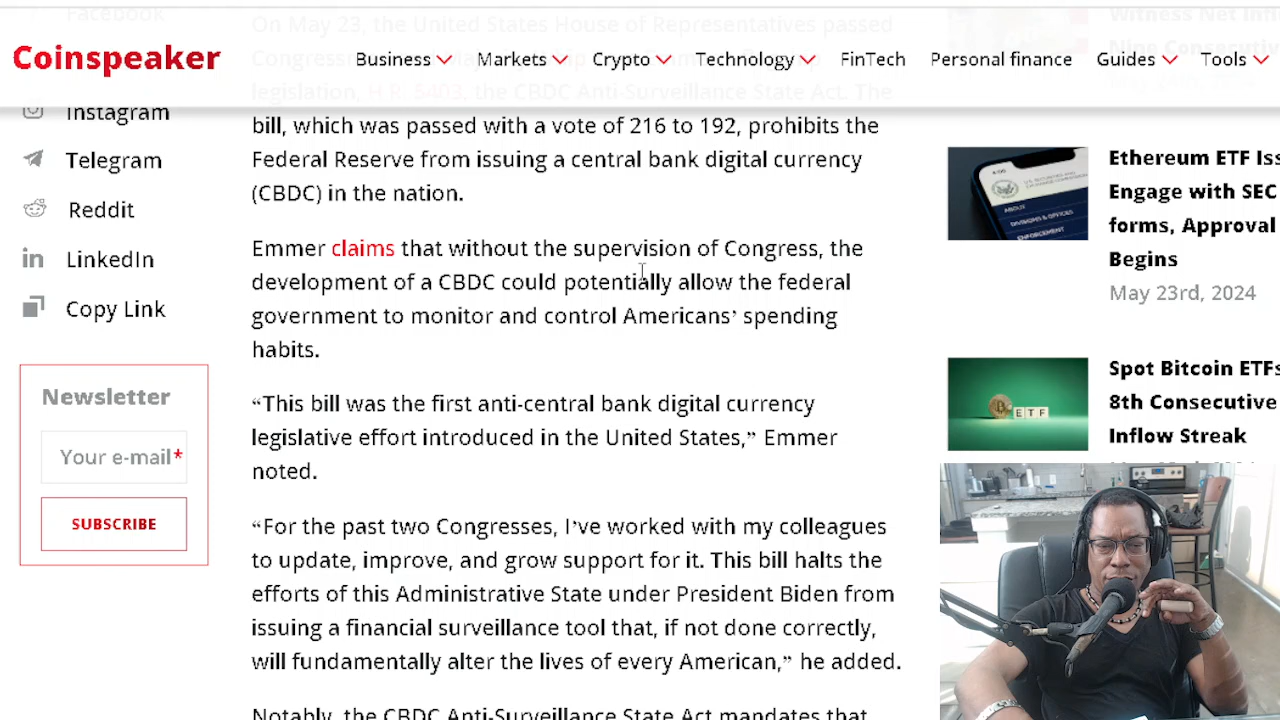 Facebook
On May 23, the United States House of Representatives passed
Witness Net Infl
Coinspeaker
Business
Markets
Crypto
Technology
FinTech
Personal finance
Guides
Tools
Nine Consecutiv
legislation, H.R. 5403, the CBDC Anti-Surveillance State Act. The
Instagram
Telegram
Reddit
LinkedIn
Copy Link
Newsletter
Your e-mail*
SUBSCRIBE
bill, which was passed with a vote of 216 to 192, prohibits the
Federal Reserve from issuing a central bank digital currency
(CBDC) in the nation.
Emmer claims that without the supervision of Congress, the
development of a CBDC could potentially allow the federal
government to monitor and control Americans’ spending
habits.
“This bill was the first anti-central bank digital currency
legislative effort introduced in the United States,” Emmer
noted.
“For the past two Congresses, I’ve worked with my colleagues
to update, improve, and grow support for it. This bill halts the
efforts of this Administrative State under President Biden from
issuing a financial surveillance tool that, if not done correctly,
will fundamentally alter the lives of every American,” he added.
Notably, the CBDC Anti-Surveillance State Act mandates that
ABOUT
DIVISIONS & OFFICES
ENFORCEMENT
Ethereum ETF Iss
Engage with SEC
forms, Approval
Begins
May 23rd, 2024
ETF
Spot Bitcoin ETFs
8th Consecutive
Inflow Streak